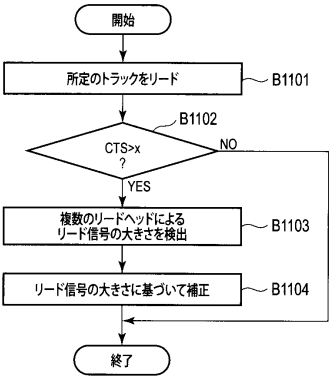 開始
所定のトラックをリード
B1101
B1102
CTS>x
?
NO
YES
複数のリードヘッドによる
リード信号の大きさを検出
B1103
リード信号の大きさに基づいて補正
B1104
終了